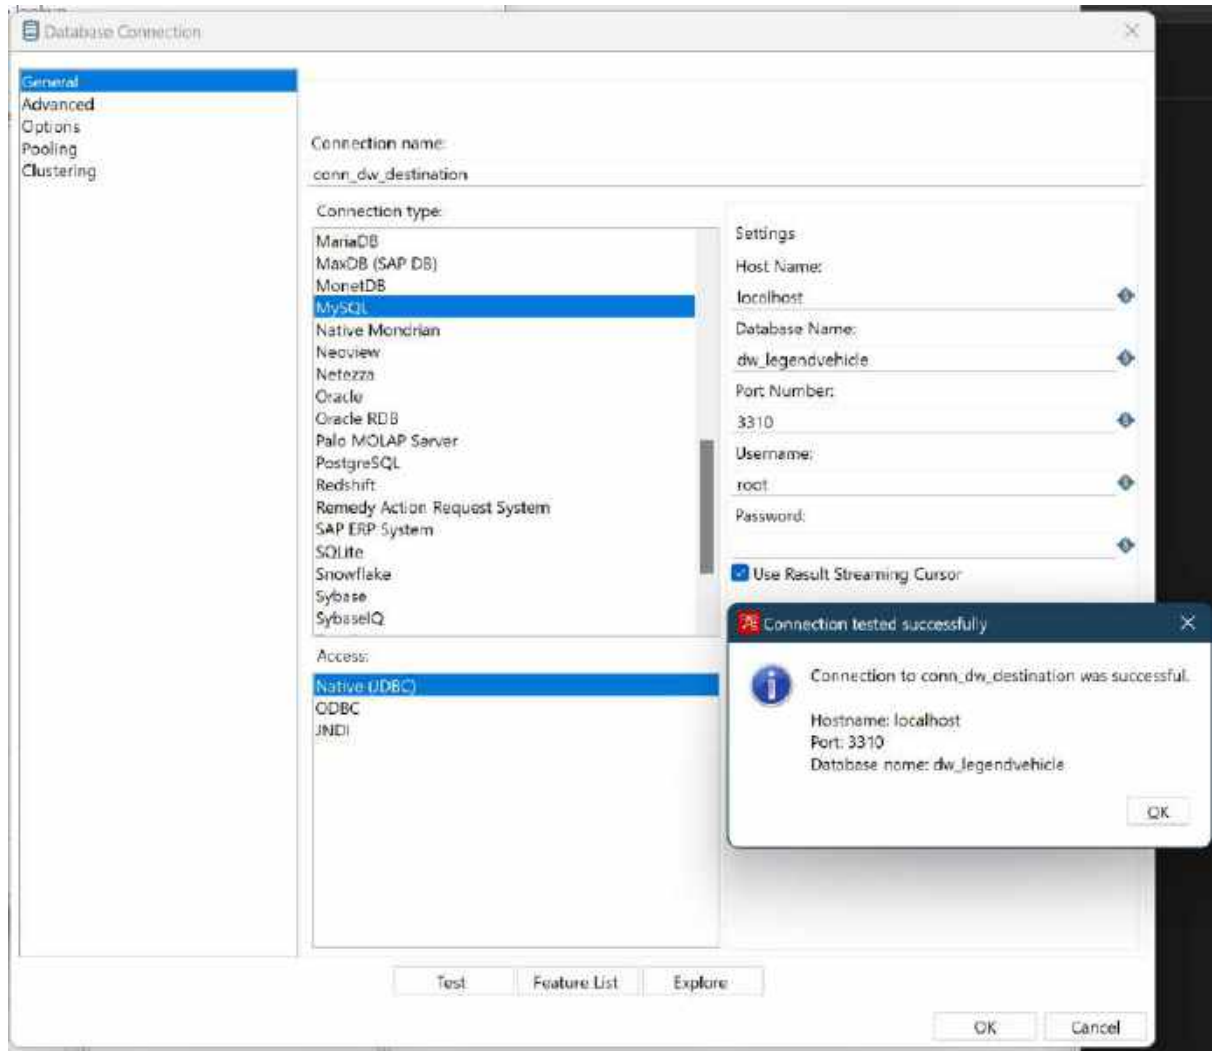 Database Connection
General
Advanced
Options
Pooling
Clustering
Connection name:
conn_dw_destination
Connection type:
MariaDB
MaxDB (SAP DB)
MonetDB
MySQL
Native Mondrian
Neoview
Netezza
Oracle
Oracle RDB
Palo MOLAP Server
PostgreSQL
Redshift
Remedy Action Request System
SAP ERP System
SQLite
Snowflake
Sybase
SybaseIQ
Access:
Native (JDBC)
ODBC
JNDI
Settings
Host Name:
localhost
Database Name:
dw_legendvehicle
Port Number:
3310
Username:
root
Password:
Use Result Streaming Cursor
Connection tested successfully
Connection to conn_dw_destination was successful.
Hostname: localhost
Port: 3310
Database name: dw_legendvehicle
OK
Test Feature List Explore
OK Cancel